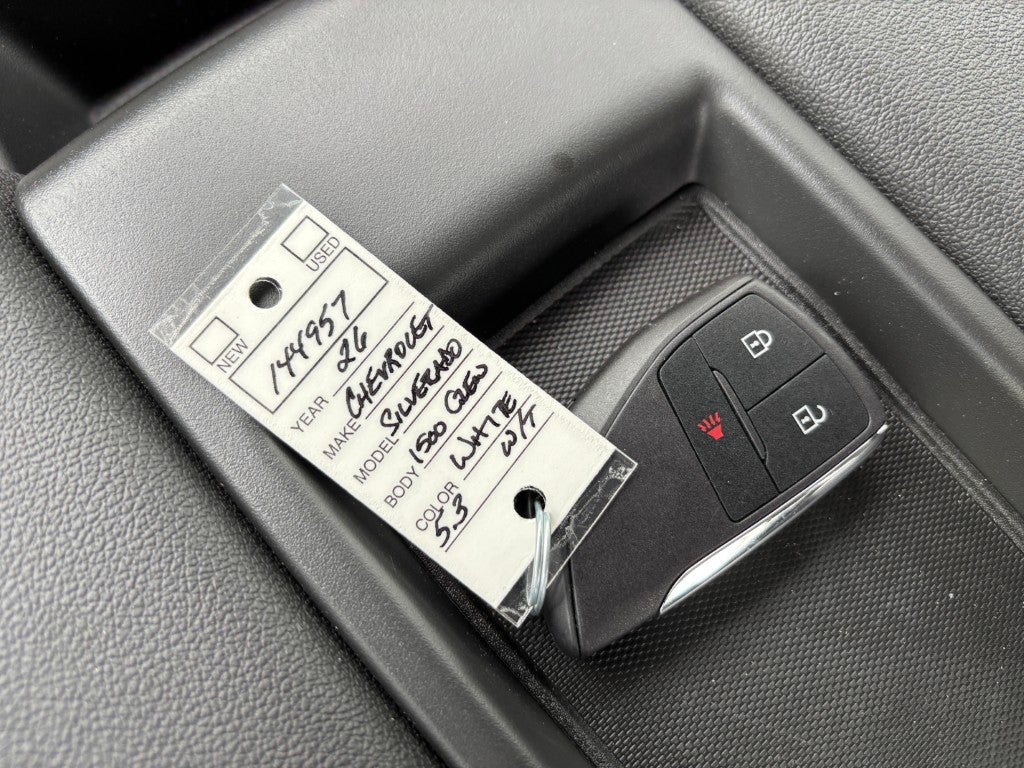 USED
NEW
144957
YEAR 26
MAKE CHEVROLET
MODEL SILVERADO
BODY 1500 CREW
COLOR WHITE
5.3 W/T